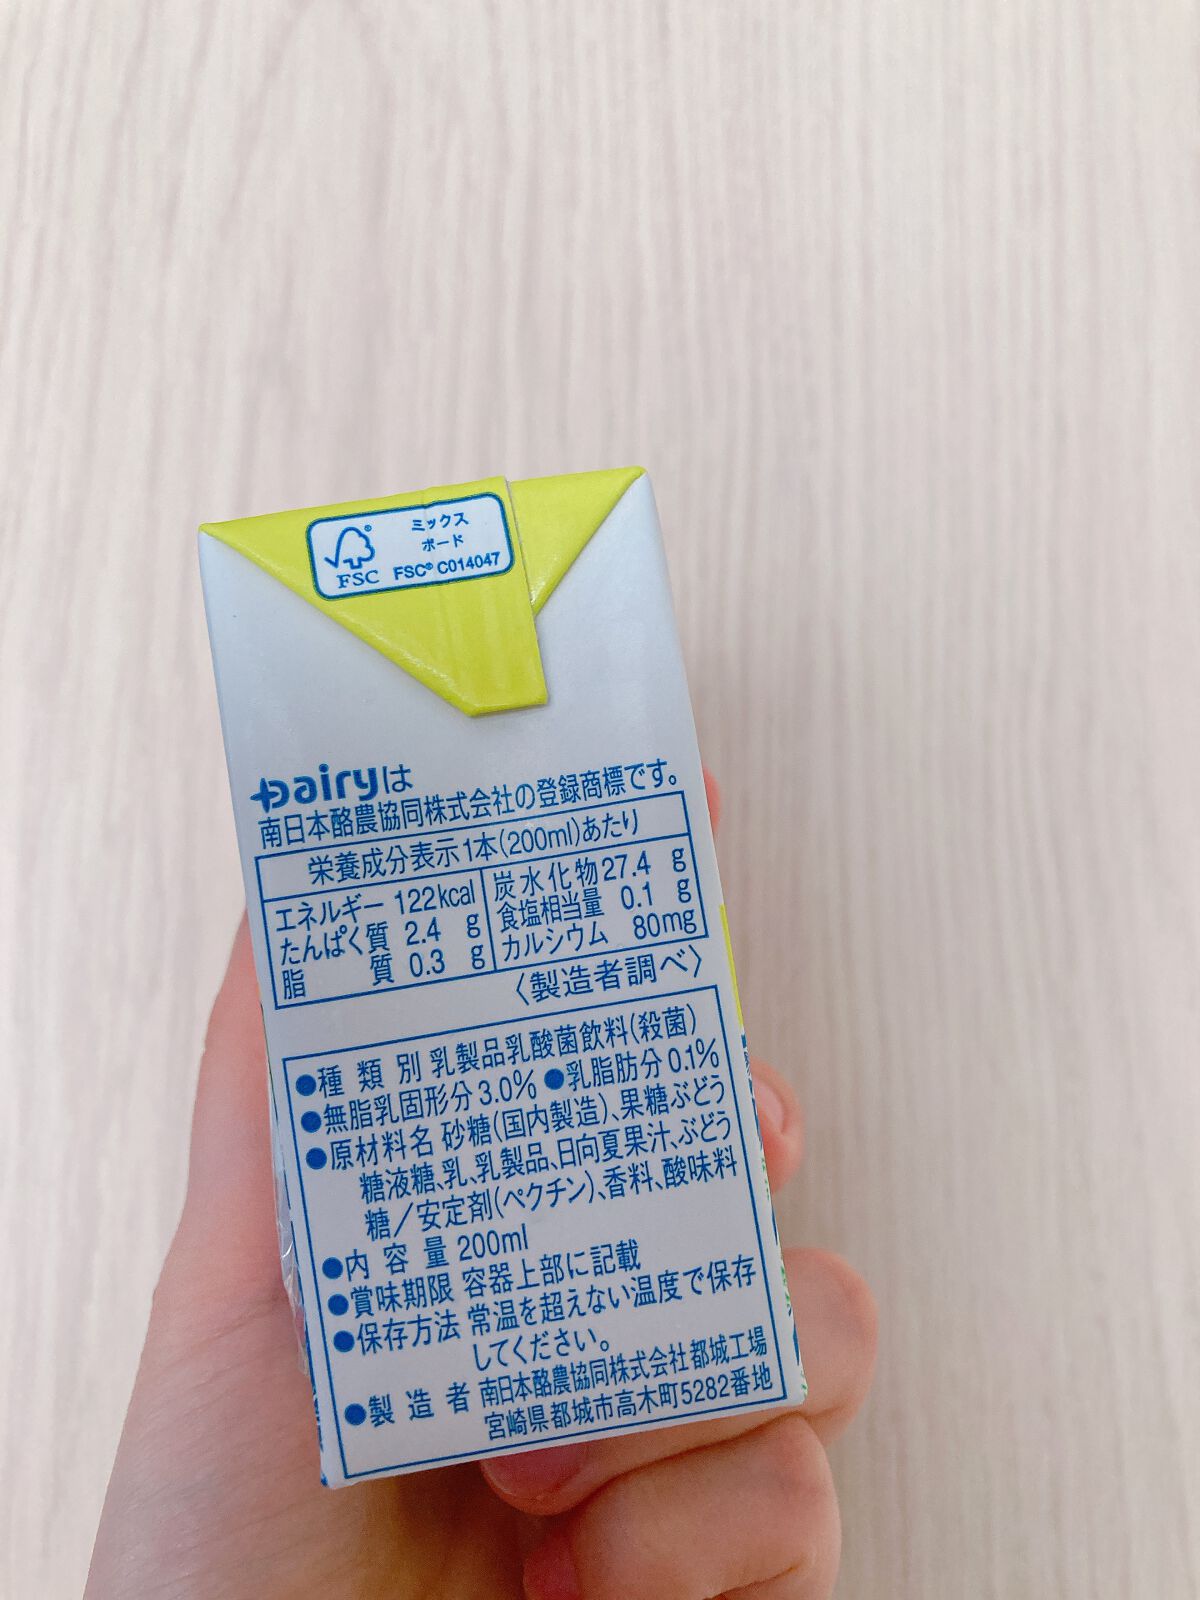 ミックス
ボード
FSC® C014047
FSC
Dairyは
南日本酪農協同株式会社の登録商標です。
栄養成分表示1本(200ml)あたり
エネルギー 122kcal
たんぱく質 2.4 g
脂質 0.3 g
炭水化物 27.4 g
食塩相当量 0.1 g
カルシウム 80mg
〈製造者調べ〉
●種類別 乳製品乳酸菌飲料(殺菌)
●無脂乳固形分3.0% ●乳脂肪分0.1%
●原材料名 砂糖(国内製造)、果糖ぶどう
糖液糖、乳、乳製品、日向夏果汁、ぶどう
糖/安定剤(ペクチン)、香料、酸味料
●内容量 200ml
●賞味期限 容器上部に記載
●保存方法 常温を超えない温度で保存
してください。
●製造者 南日本酪農協同株式会社都城工場
宮崎県都城市高木町5282番地